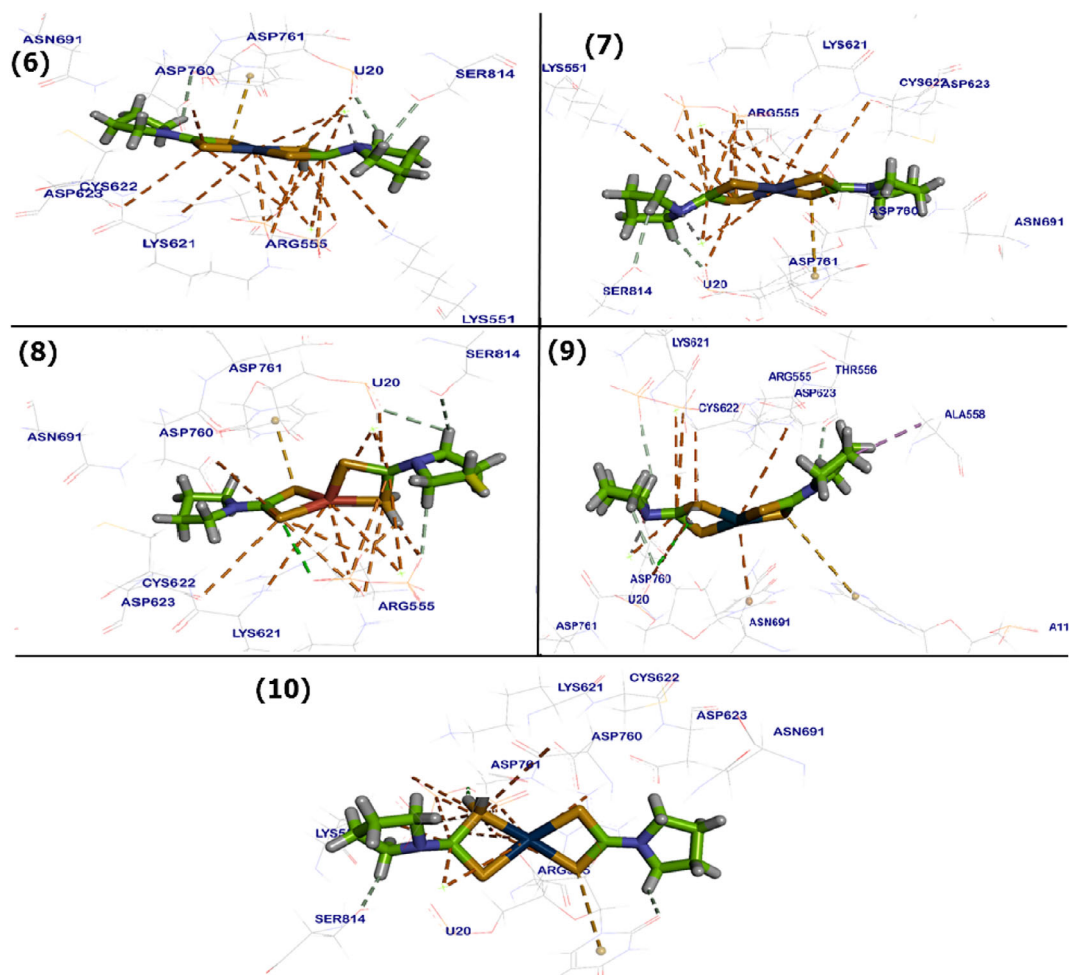 (6)
ASN691
ASP761
ASP760
U20
SER814
CYS622
ASP623
LYS621
ARG555
LYS551
(7)
LYS621
LYS551
CYS622
ASP623
ARG555
ASP760
ASN691
ASP761
SER814
U20
(8)
SER814
ASP761
U20
ASN691
ASP760
CYS622
ASP623
ARG555
LYS621
(9)
LYS621
THR556
ARG555
ASP623
CYS622
ALA558
ASP760
U20
ASP761
ASN691
A11
(10)
LYS621
CYS622
ASP623
ASP760
ASN691
ASP761
SER814
U20